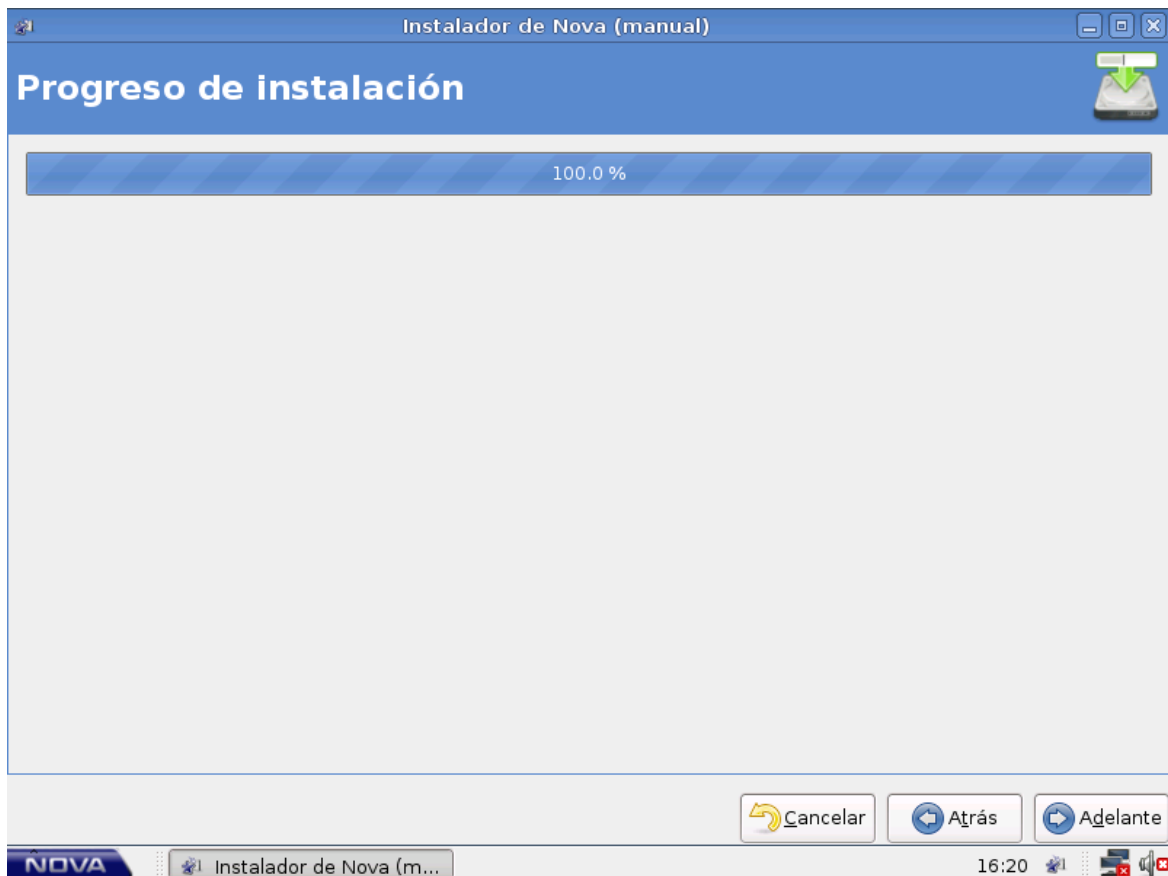 Instalador de Nova (manual)
Progreso de instalación
100.0 %
Cancelar
Atrás
Adelante
NOVA
Instalador de Nova (m...
16:20